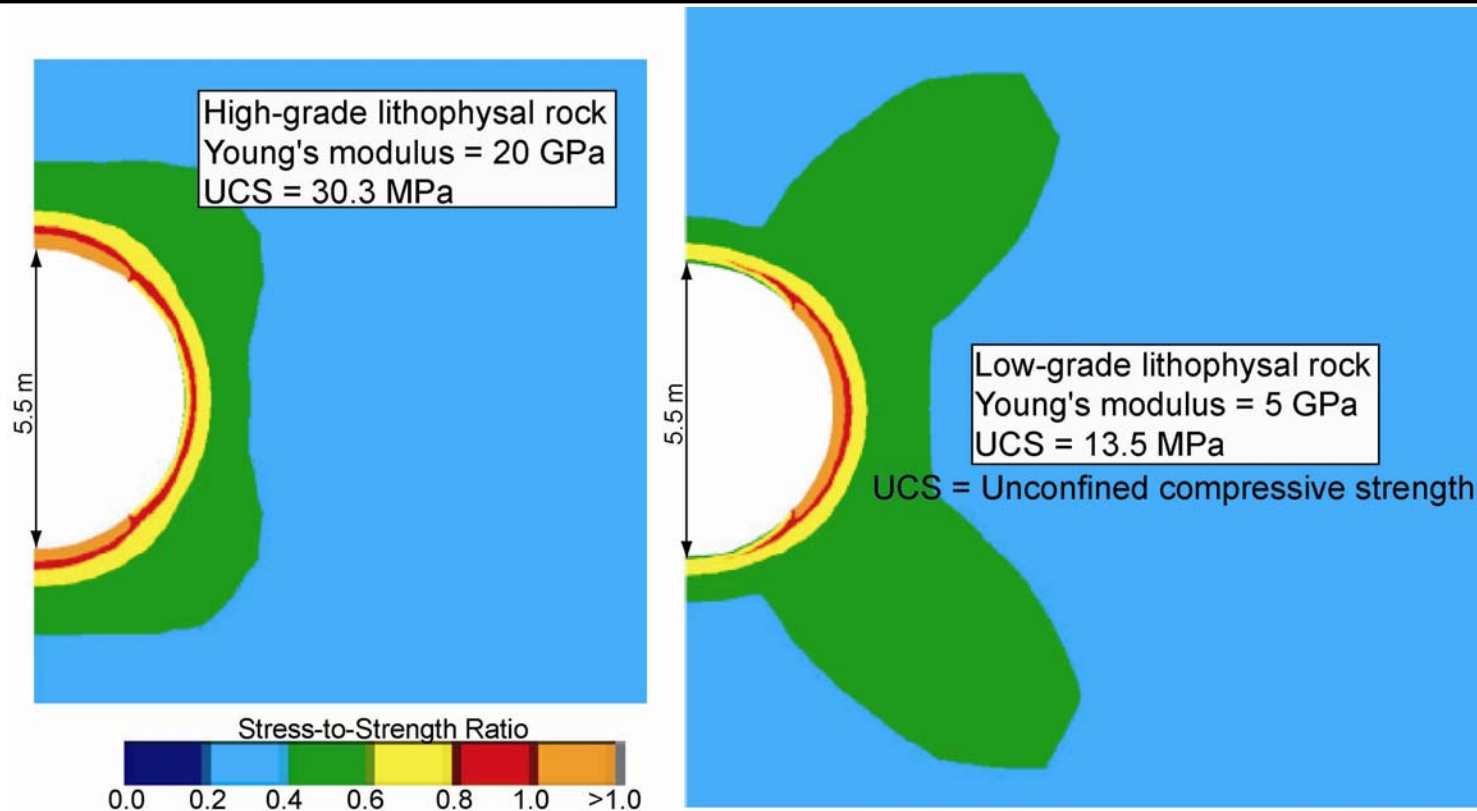 High-grade lithophysal rock
Young's modulus = 20 GPa
UCS = 30.3 MPa
5.5 m
Stress-to-Strength Ratio
0.0 0.2 0.4 0.6 0.8 1.0 >1.0
5.5 m
Low-grade lithophysal rock
Young's modulus = 5 GPa
UCS = 13.5 MPa
UCS = Unconfined compressive strength